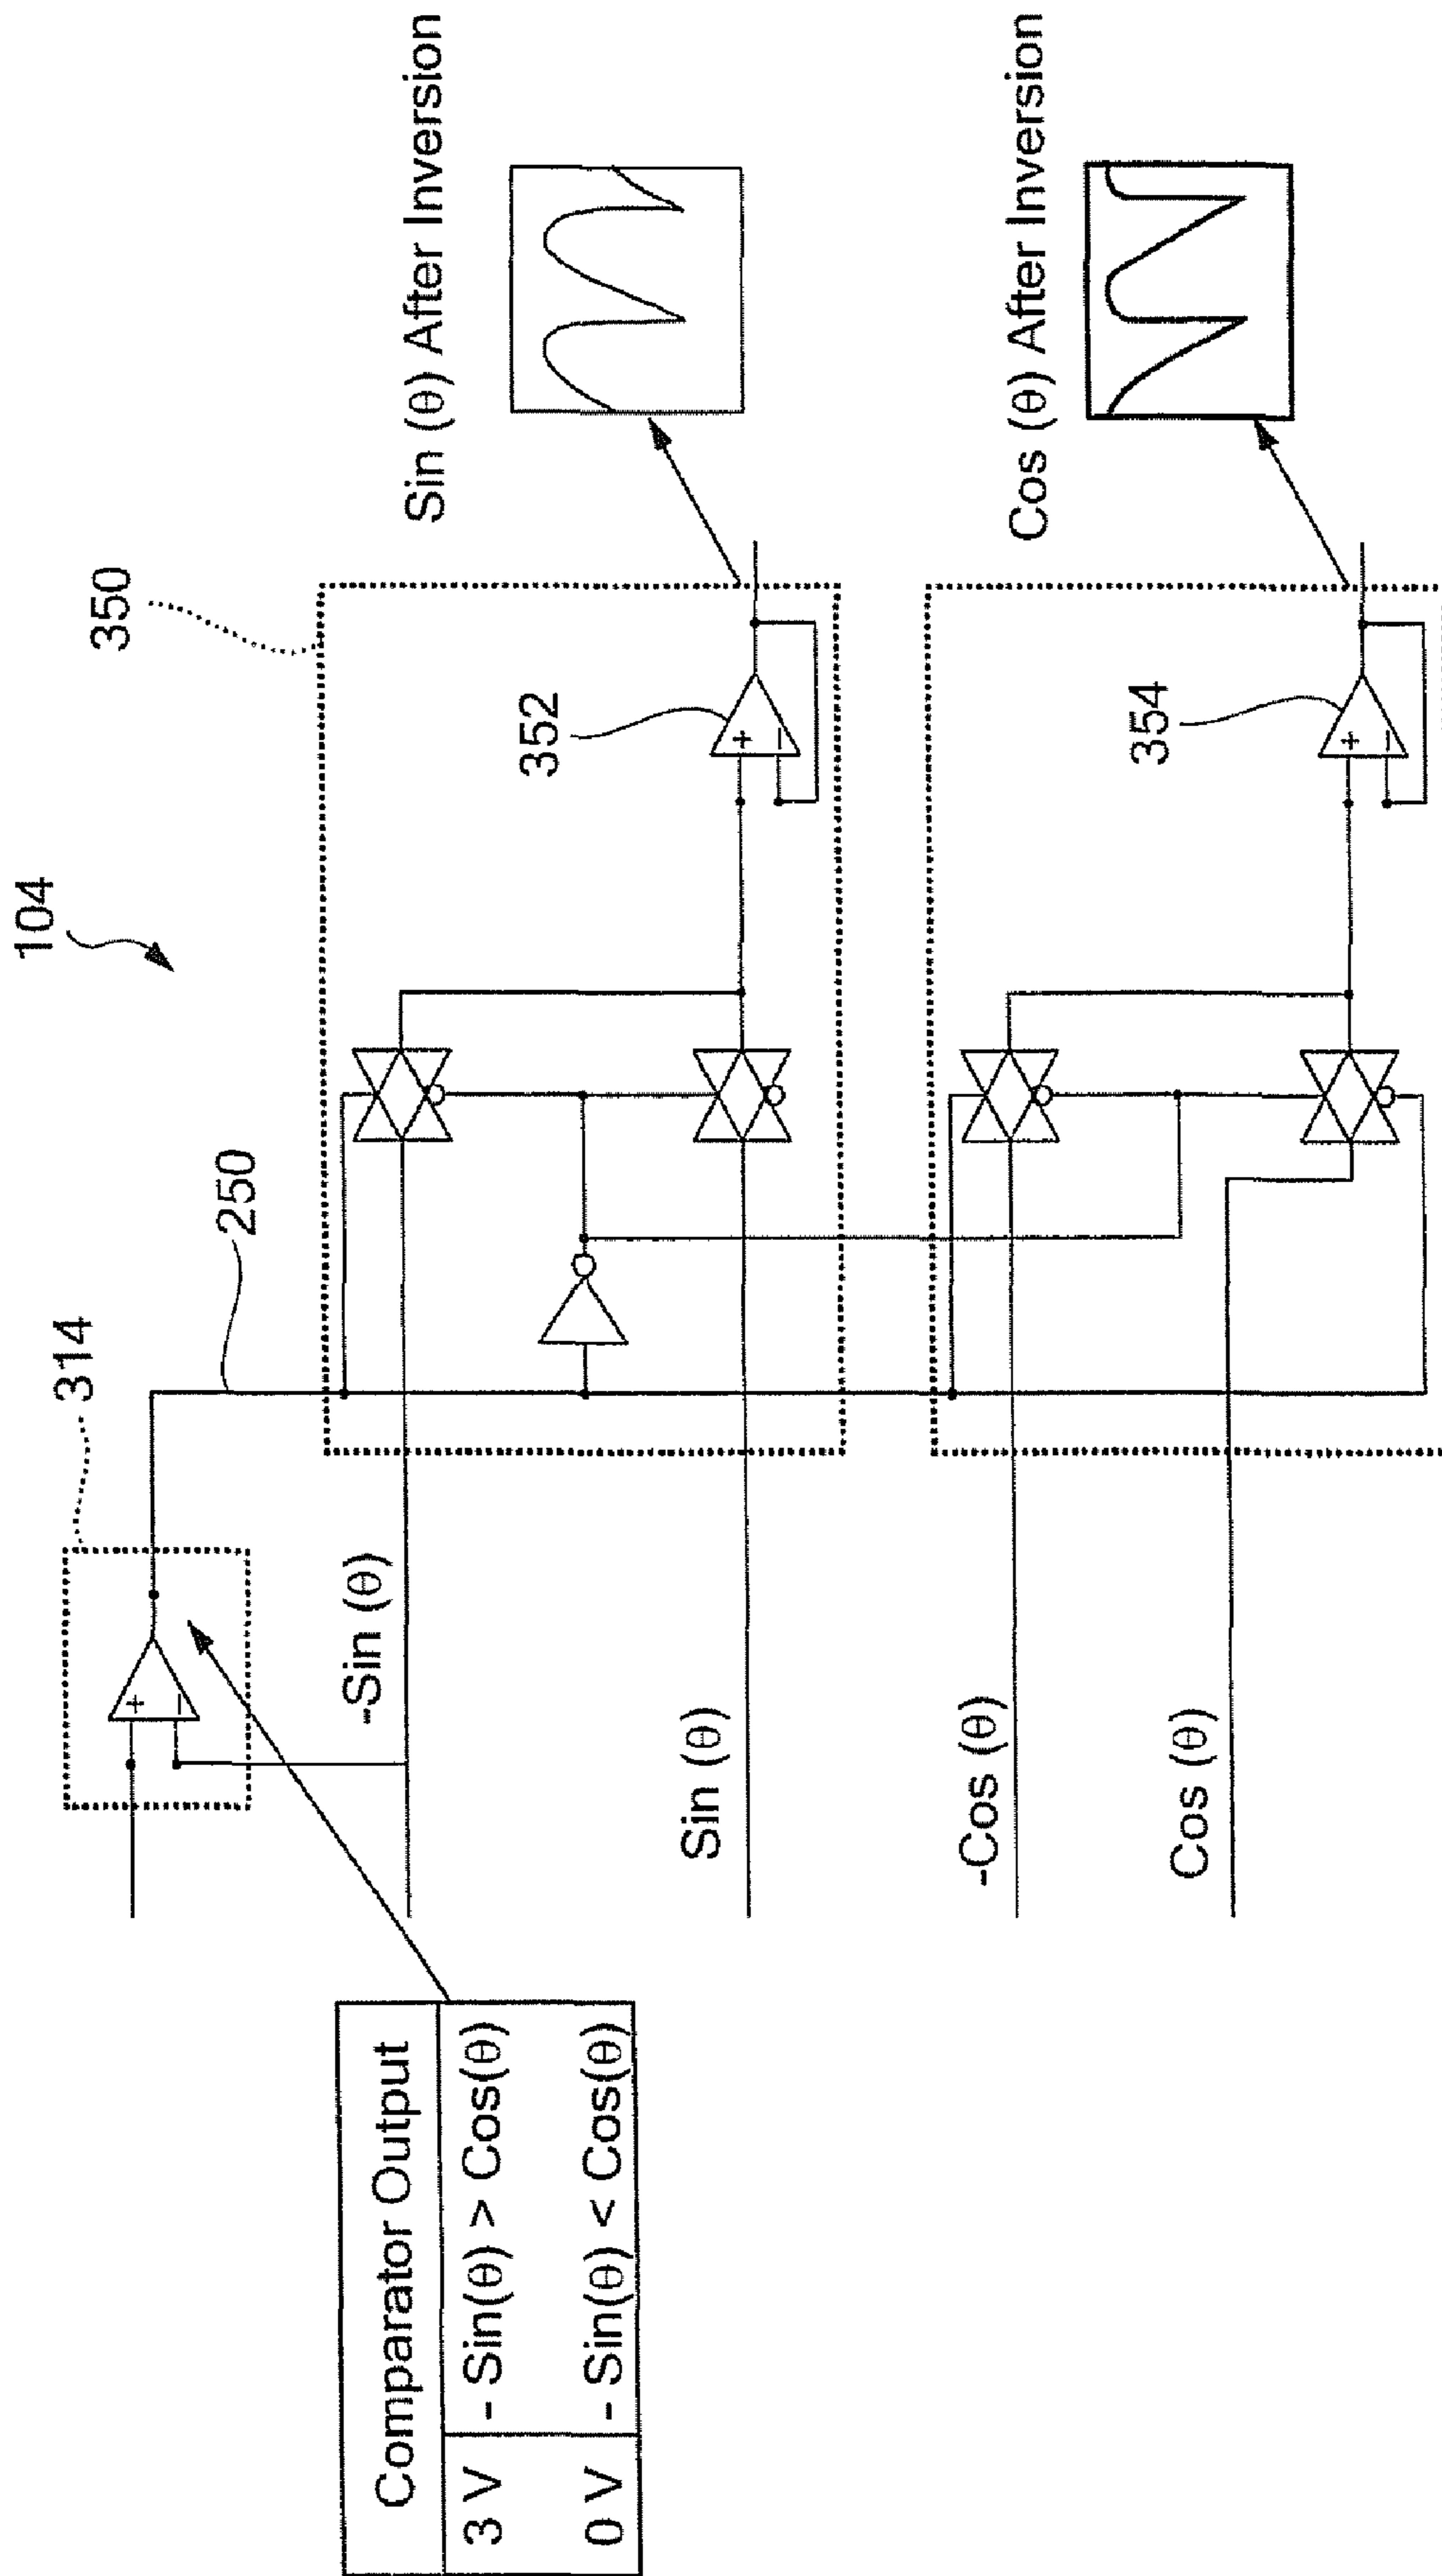 104
314
250
350
352
354
+
−
-Sin (θ)
Sin (θ)
+
−
Sin (θ) After Inversion
-Cos (θ)
Cos (θ)
+
−
Cos (θ) After Inversion
Comparator Output
3 V - Sin(θ) > Cos(θ)
0 V - Sin(θ) < Cos(θ)